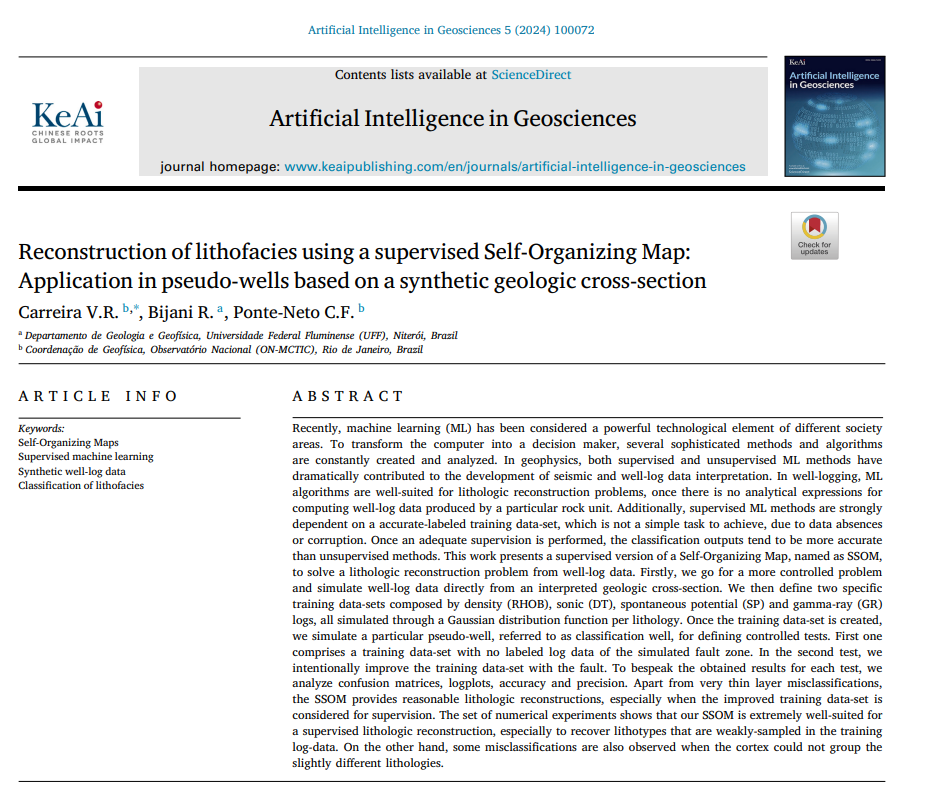 Artificial Intelligence in Geosciences 5 (2024) 100072
Contents lists available at ScienceDirect
Artificial Intelligence in Geosciences
journal homepage: www.keaipublishing.com/en/journals/artificial-intelligence-in-geosciences
KeAi
CHINESE ROOTS
GLOBAL IMPACT
KeAi
Artificial Intelligence
in Geosciences
Check for
updates
Reconstruction of lithofacies using a supervised Self-Organizing Map:
Application in pseudo-wells based on a synthetic geologic cross-section
Carreira V.R. b,*, Bijani R. a, Ponte-Neto C.F. b
a Departamento de Geologia e Geofísica, Universidade Federal Fluminense (UFF), Niterói, Brazil
b Coordenação de Geofísica, Observatório Nacional (ON-MCTIC), Rio de Janeiro, Brazil
ARTICLE INFO
Keywords:
Self-Organizing Maps
Supervised machine learning
Synthetic well-log data
Classification of lithofacies
ABSTRACT
Recently, machine learning (ML) has been considered a powerful technological element of different society
areas. To transform the computer into a decision maker, several sophisticated methods and algorithms
are constantly created and analyzed. In geophysics, both supervised and unsupervised ML methods have
dramatically contributed to the development of seismic and well-log data interpretation. In well-logging, ML
algorithms are well-suited for lithologic reconstruction problems, once there is no analytical expressions for
computing well-log data produced by a particular rock unit. Additionally, supervised ML methods are strongly
dependent on a accurate-labeled training data-set, which is not a simple task to achieve, due to data absences
or corruption. Once an adequate supervision is performed, the classification outputs tend to be more accurate
than unsupervised methods. This work presents a supervised version of a Self-Organizing Map, named as SSOM,
to solve a lithologic reconstruction problem from well-log data. Firstly, we go for a more controlled problem
and simulate well-log data directly from an interpreted geologic cross-section. We then define two specific
training data-sets composed by density (RHOB), sonic (DT), spontaneous potential (SP) and gamma-ray (GR)
logs, all simulated through a Gaussian distribution function per lithology. Once the training data-set is created,
we simulate a particular pseudo-well, referred to as classification well, for defining controlled tests. First one
comprises a training data-set with no labeled log data of the simulated fault zone. In the second test, we
intentionally improve the training data-set with the fault. To bespeak the obtained results for each test, we
analyze confusion matrices, logplots, accuracy and precision. Apart from very thin layer misclassifications,
the SSOM provides reasonable lithologic reconstructions, especially when the improved training data-set is
considered for supervision. The set of numerical experiments shows that our SSOM is extremely well-suited for
a supervised lithologic reconstruction, especially to recover lithotypes that are weakly-sampled in the training
log-data. On the other hand, some misclassifications are also observed when the cortex could not group the
slightly different lithologies.